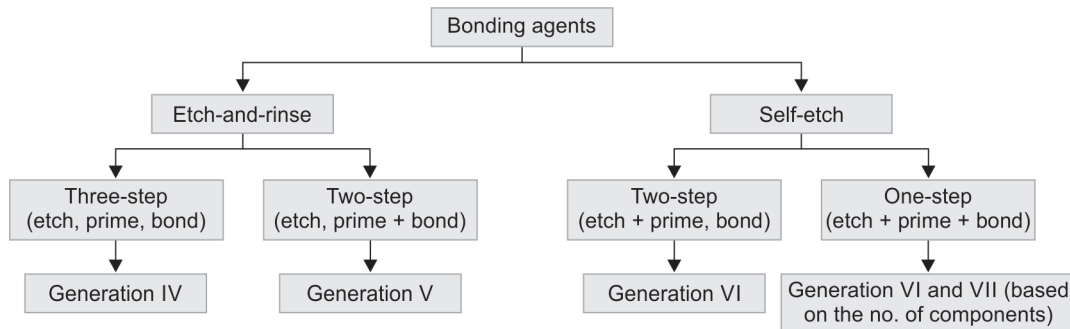 Bonding agents
Etch-and-rinse
Self-etch
Three-step
(etch, prime, bond)
Two-step
(etch, prime + bond)
Two-step
(etch + prime, bond)
One-step
(etch + prime + bond)
Generation IV
Generation V
Generation VI
Generation VI and VII (based
on the no. of components)